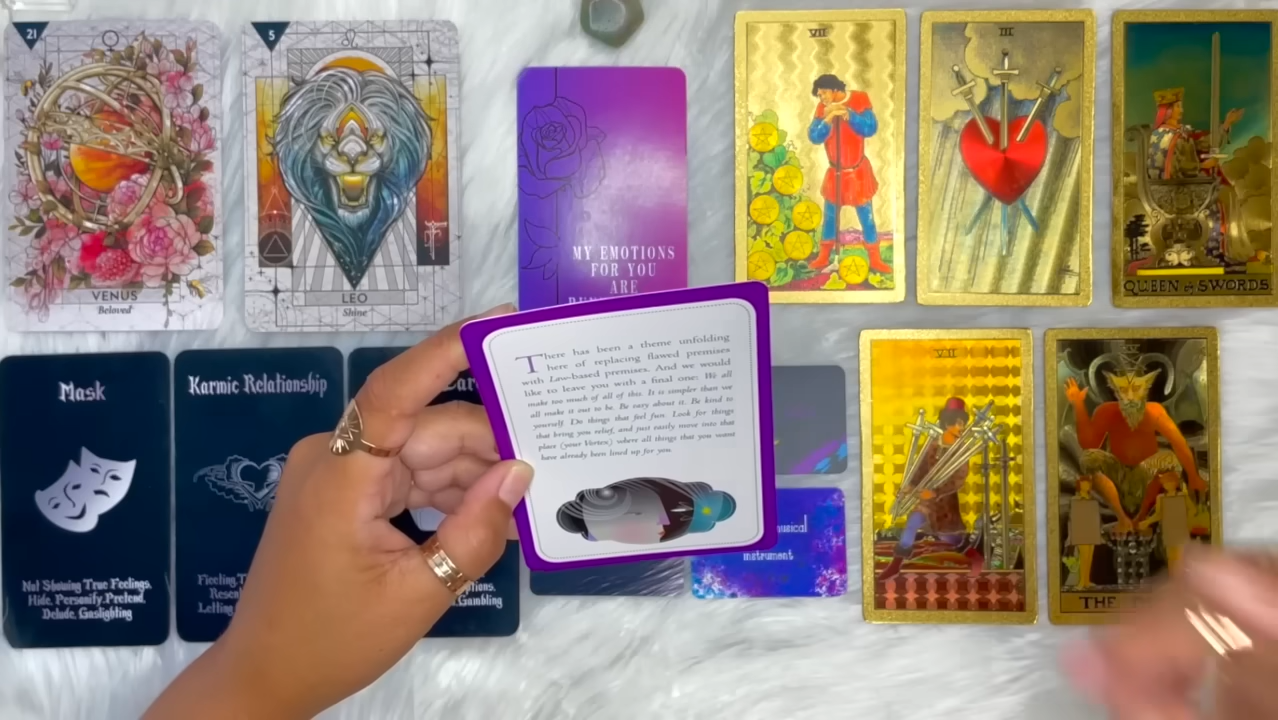 21
VENUS
Beloved
5
LEO
Shine
MY EMOTIONS
FOR YOU
ARE
VII
III
QUEEN of SWORDS.
Mask
Not Showing True Feelings,
Hide, Personify, Pretend,
Delude, Gaslighting
Karmic Relationship
Letting
Gambling
There has been a theme unfolding
here of replacing flawed premises
with Law-based premises. And we would
like to leave you with a final one: We all
make too much of all of this. It is simpler than we
all make it out to be. Be easy about it. Be kind to
yourself. Do things that feel fun. Look for things
that bring you relief, and just easily move into that
place (your Vortex) where all things that you want
have already been lined up for you.
instrument
VII
XV
THE